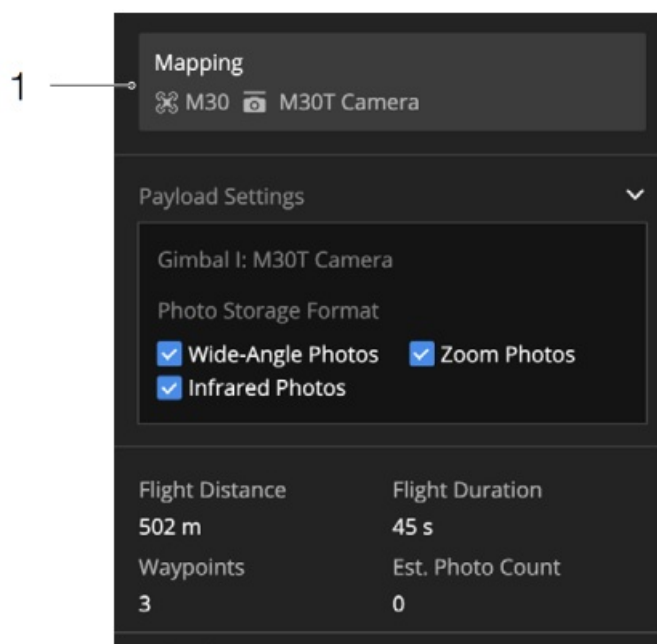 1
Mapping
M30 M30T Camera
Payload Settings
Gimbal I: M30T Camera
Photo Storage Format
Wide-Angle Photos Zoom Photos
Infrared Photos
Flight Distance Flight Duration
502 m 45 s
Waypoints Est. Photo Count
3 0